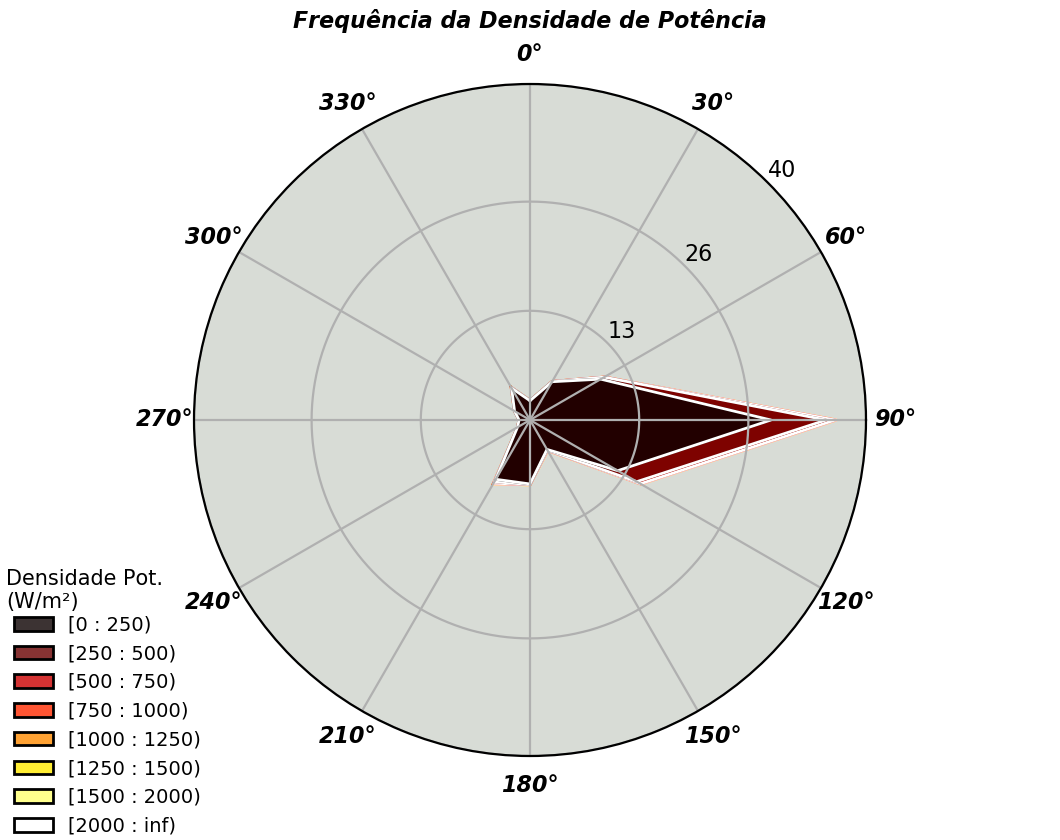 Frequência da Densidade de Potência
0°
330°
30°
40
300°
60°
26
13
270°
90°
240°
120°
210°
150°
180°
Densidade Pot.
(W/m²)
[0 : 250)
[250 : 500)
[500 : 750)
[750 : 1000)
[1000 : 1250)
[1250 : 1500)
[1500 : 2000)
[2000 : inf)